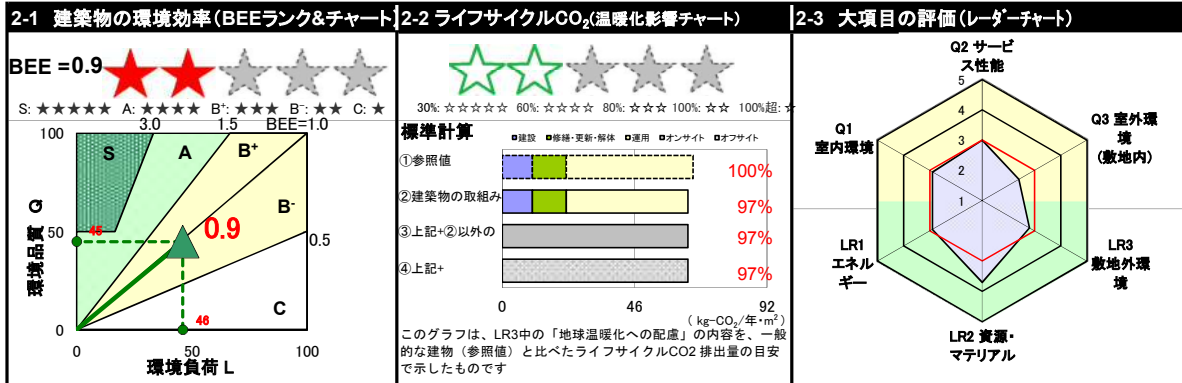 2-1 建築物の環境効率(BEEランク&チャート)
BEE =0.9
S: ★★★★★ A: ★★★★ B⁺: ★★★ B⁻: ★★ C: ★
3.0 1.5 BEE=1.0
100
S A B⁺
B⁻
50
45
0.9
0.5
C
46
0
0 50 100
環境品質 Q
環境負荷 L
2-2 ライフサイクルCO₂(温暖化影響チャート)
30%: ☆☆☆☆☆ 60%: ☆☆☆☆ 80%: ☆☆☆ 100%: ☆☆ 100%超: ☆
標準計算
建設 修繕・更新・解体 運用 オンサイト オフサイト
①参照値 100%
②建築物の取組み 97%
③上記+②以外の 97%
④上記+ 97%
0 46 92
( kg-CO₂/年・m²)
このグラフは、LR3中の「地球温暖化への配慮」の内容を、一般
的な建物(参照値)と比べたライフサイクルCO2 排出量の目安
で示したものです
2-3 大項目の評価(レーダーチャート)
Q2 サービ
ス性能
5
4
3
2
1
Q1
室内環境
Q3 室外環
境
(敷地内)
LR1
エネル
ギー
LR3
敷地外環
境
LR2 資源・
マテリアル